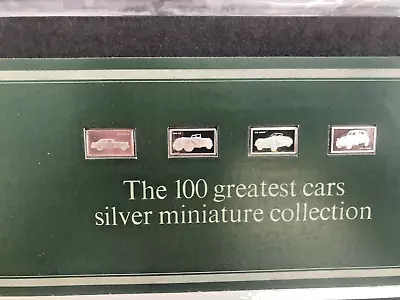 The 100 greatest cars
silver miniature collection